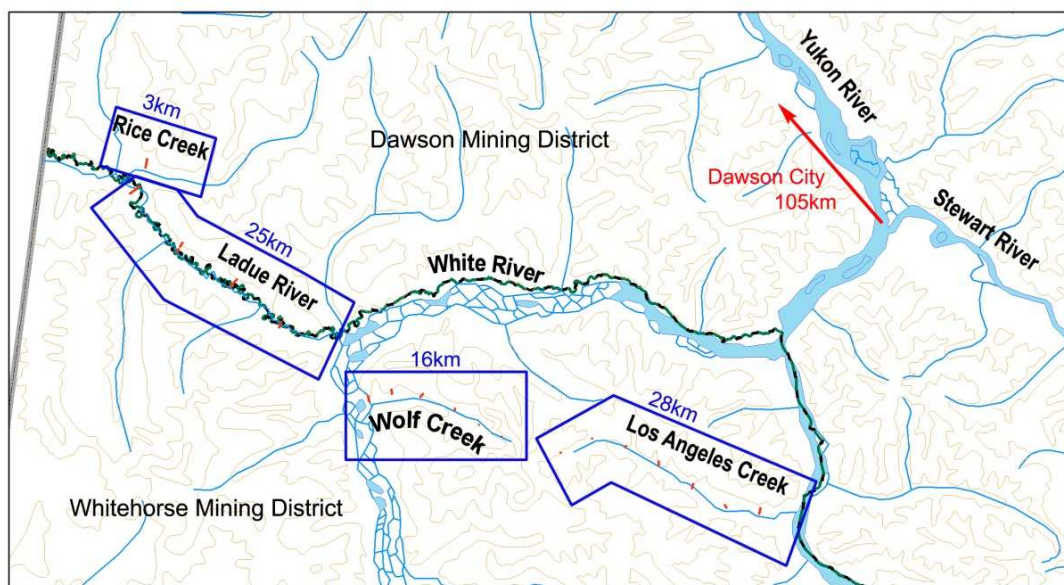 3km
Rice Creek
Dawson Mining District
Yukon River
Dawson City
105km
Stewart River
25km
Ladue River
White River
16km
Wolf Creek
28km
Los Angeles Creek
Whitehorse Mining District